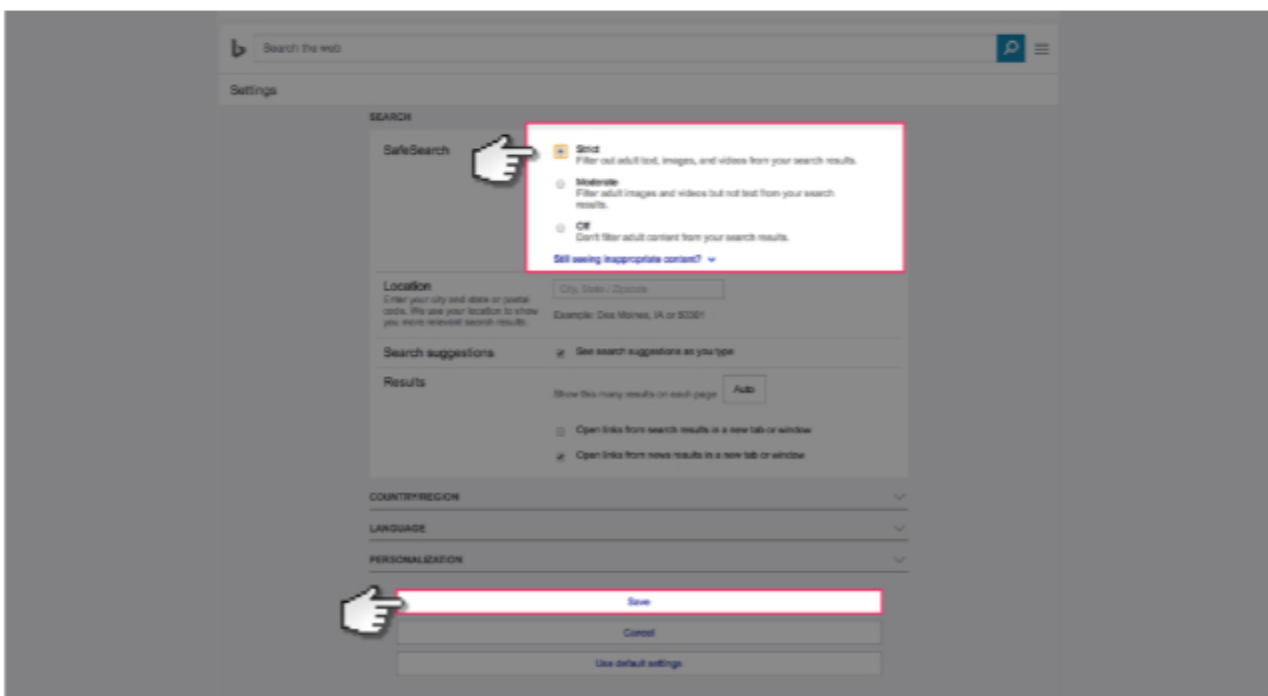 b Search the web
Settings
SEARCH
SafeSearch
Strict
Filter out adult text, images, and videos from your search results.
Moderate
Filter adult images and videos but not text from your search
results.
Off
Don't filter adult content from your search results.
Still seeing inappropriate content?
Location
Enter your city and state or postal
code. We use your location to show
you more relevant search results.
City, State / Zipcode
Example: Des Moines, IA or 50301
Search suggestions
See search suggestions as you type
Results
Show this many results on each page Auto
Open links from search results in a new tab or window
Open links from news results in a new tab or window
COUNTRY/REGION
LANGUAGE
PERSONALIZATION
Save
Cancel
Use default settings